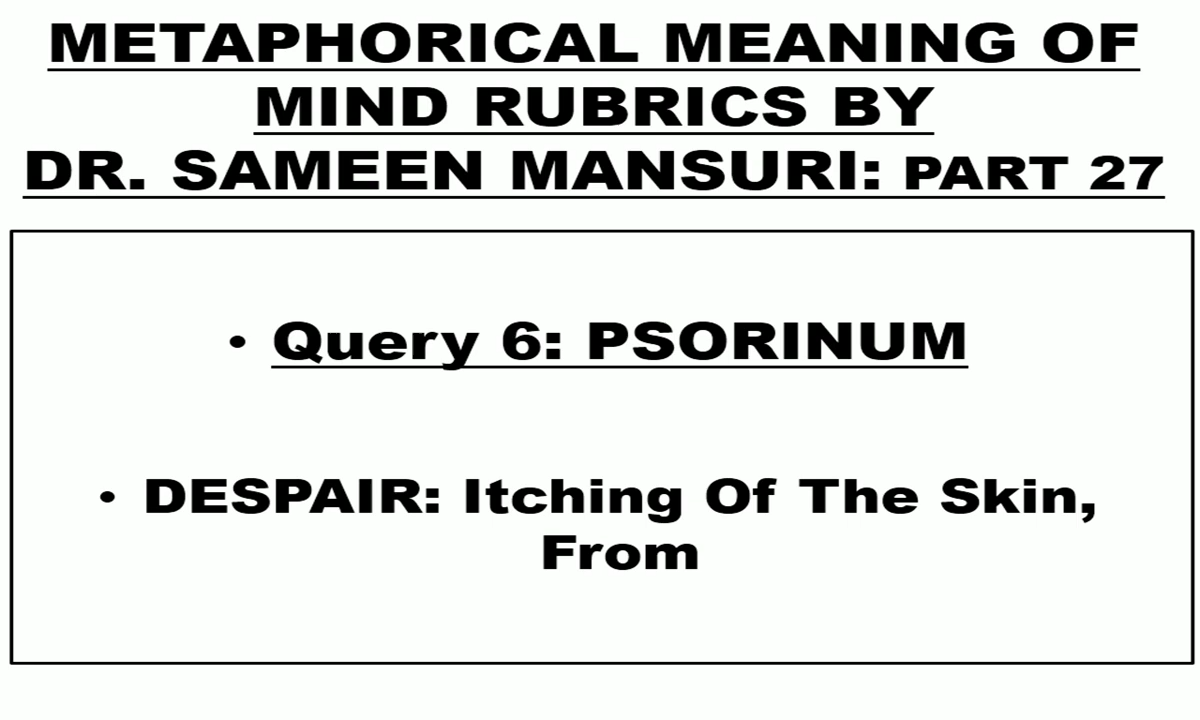 METAPHORICAL MEANING OF
MIND RUBRICS BY
DR. SAMEEN MANSURI: PART 27
• Query 6: PSORINUM
• DESPAIR: Itching Of The Skin,
From